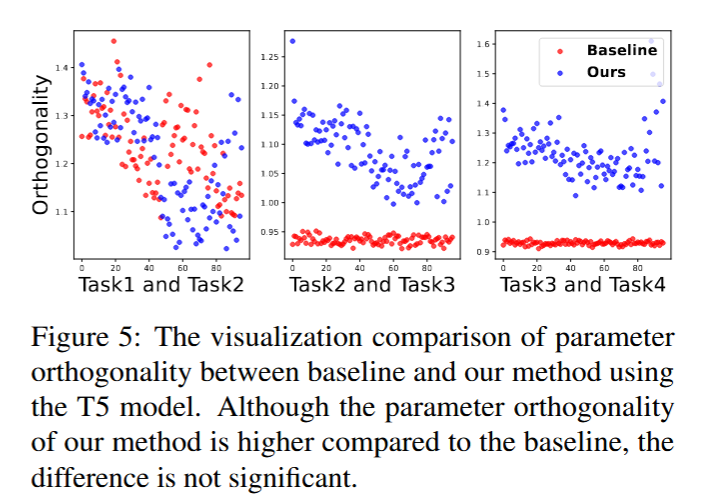 Orthogonality
1.4
1.3
1.2
1.1
0 20 40 60 80
Task1 and Task2
1.25
1.20
1.15
1.10
1.05
1.00
0.95
0 20 40 60 80
Task2 and Task3
1.6
1.5
1.4
1.3
1.2
1.1
1.0
0.9
0 20 40 60 80
Task3 and Task4
Baseline
Ours
Figure 5: The visualization comparison of parameter
orthogonality between baseline and our method using
the T5 model. Although the parameter orthogonality
of our method is higher compared to the baseline, the
difference is not significant.